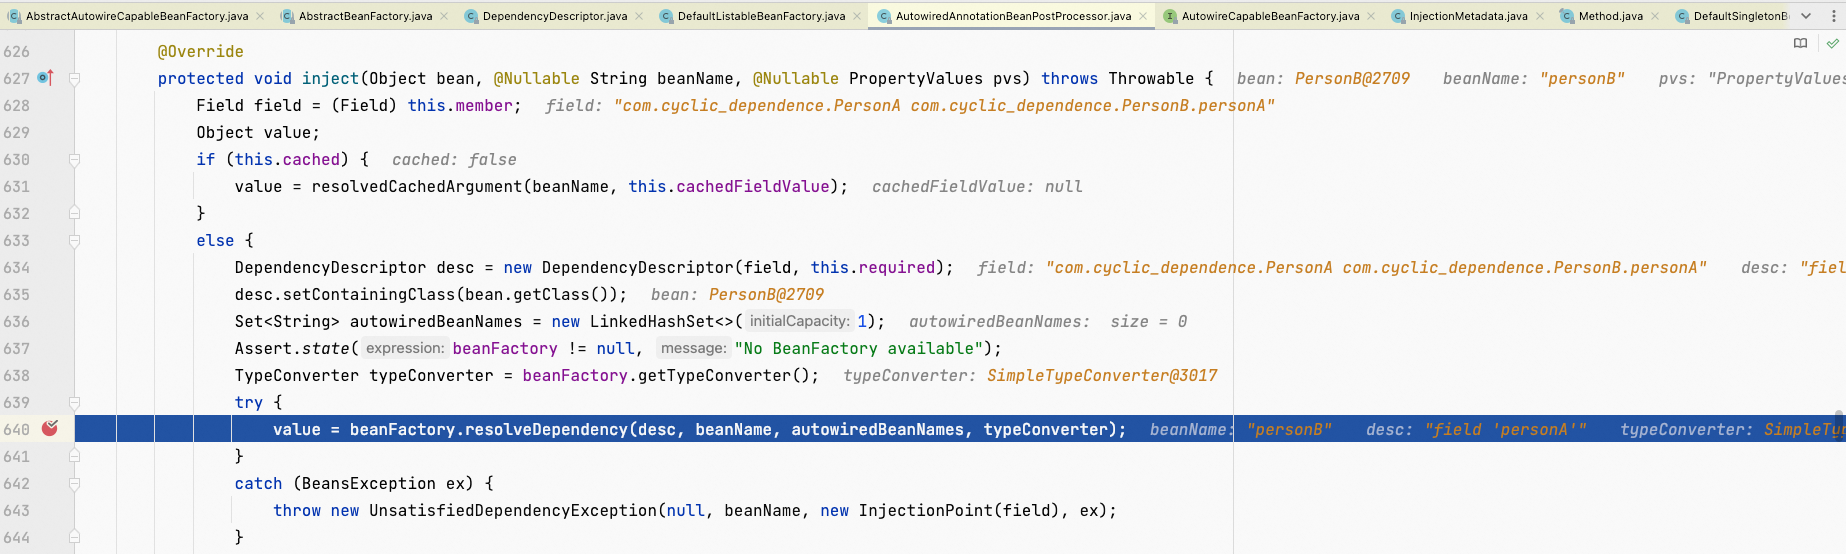 AbstractAutowireCapableBeanFactory.java AbstractBeanFactory.java DependencyDescriptor.java DefaultListableBeanFactory.java AutowiredAnnotationBeanPostProcessor.java AutowireCapableBeanFactory.java InjectionMetadata.java Method.java DefaultSingletonB
626 @Override
627 protected void inject(Object bean, @Nullable String beanName, @Nullable PropertyValues pvs) throws Throwable { bean: PersonB@2709 beanName: "personB" pvs: "PropertyValues
628 Field field = (Field) this.member; field: "com.cyclic_dependence.PersonA com.cyclic_dependence.PersonB.personA"
629 Object value;
630 if (this.cached) { cached: false
631 value = resolvedCachedArgument(beanName, this.cachedFieldValue); cachedFieldValue: null
632 }
633 else {
634 DependencyDescriptor desc = new DependencyDescriptor(field, this.required); field: "com.cyclic_dependence.PersonA com.cyclic_dependence.PersonB.personA" desc: "fiel
635 desc.setContainingClass(bean.getClass()); bean: PersonB@2709
636 Set<String> autowiredBeanNames = new LinkedHashSet<>( initialCapacity: 1); autowiredBeanNames: size = 0
637 Assert.state( expression: beanFactory != null, message: "No BeanFactory available");
638 TypeConverter typeConverter = beanFactory.getTypeConverter(); typeConverter: SimpleTypeConverter@3017
639 try {
640 value = beanFactory.resolveDependency(desc, beanName, autowiredBeanNames, typeConverter); beanName: "personB" desc: "field 'personA'" typeConverter: SimpleTy
641 }
642 catch (BeansException ex) {
643 throw new UnsatisfiedDependencyException(null, beanName, new InjectionPoint(field), ex);
644 }